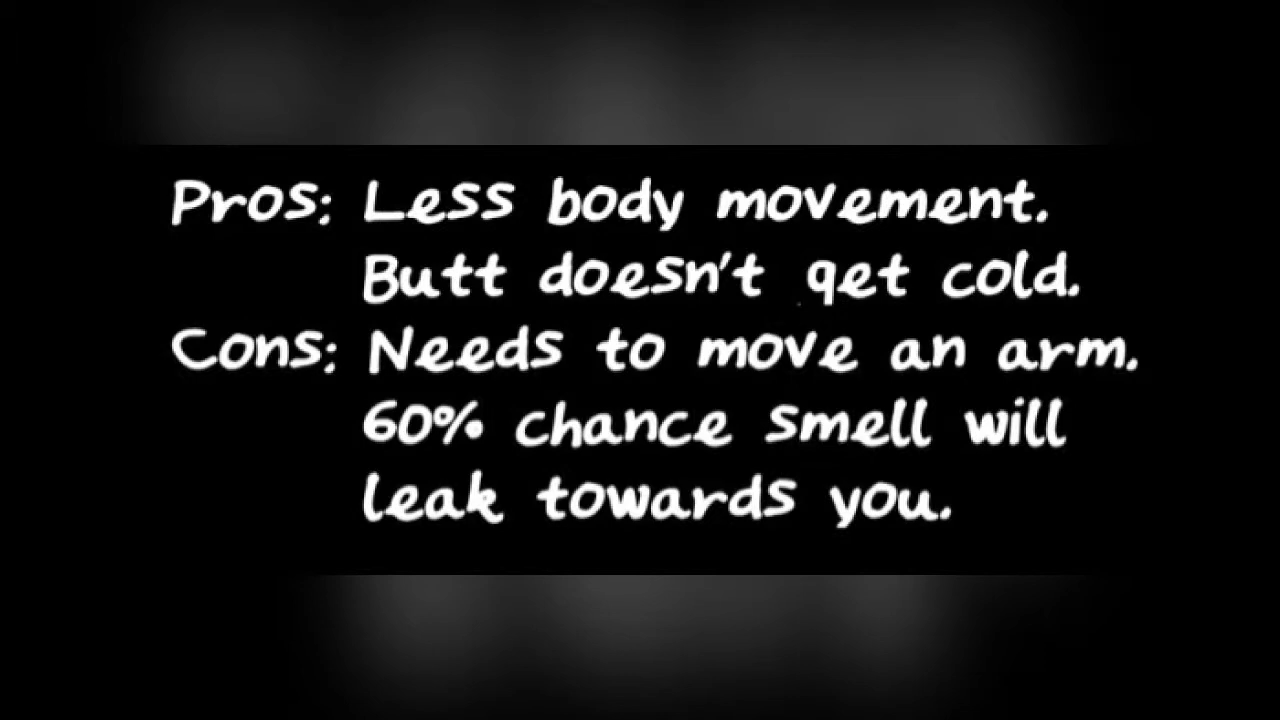 Pros: Less body movement.
Butt doesn't get cold.
Cons: Needs to move an arm.
60% chance smell will
leak towards you.